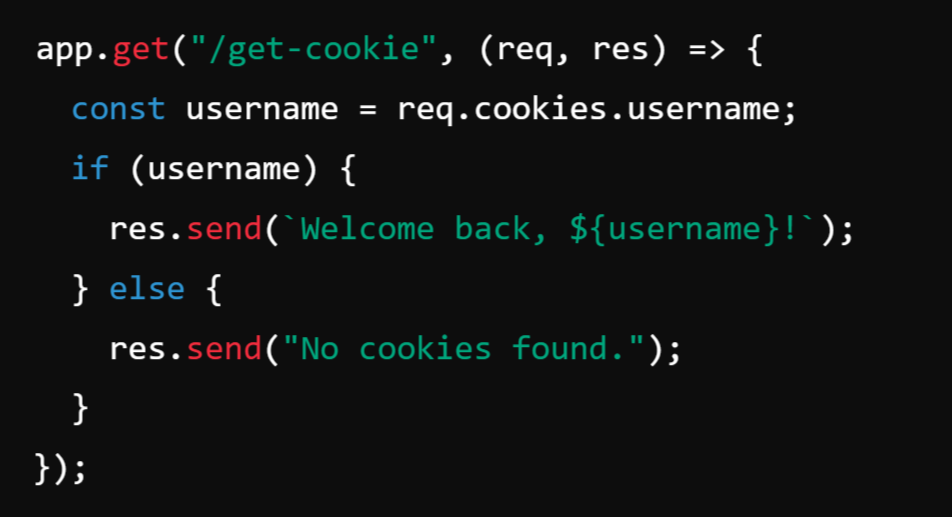 app.get("/get-cookie", (req, res) => {
  const username = req.cookies.username;
  if (username) {
    res.send(`Welcome back, ${username}!`);
  } else {
    res.send("No cookies found.");
  }
});